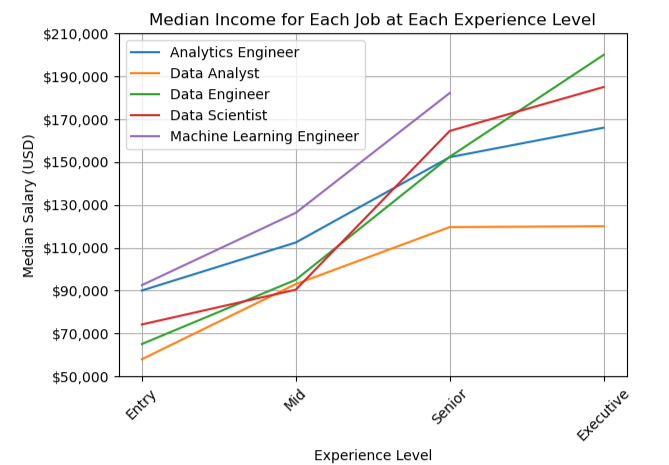 Median Income for Each Job at Each Experience Level
$210,000
$190,000
$170,000
$150,000
$130,000
$110,000
$90,000
$70,000
$50,000
Median Salary (USD)
Analytics Engineer
Data Analyst
Data Engineer
Data Scientist
Machine Learning Engineer
Entry
Mid
Senior
Executive
Experience Level